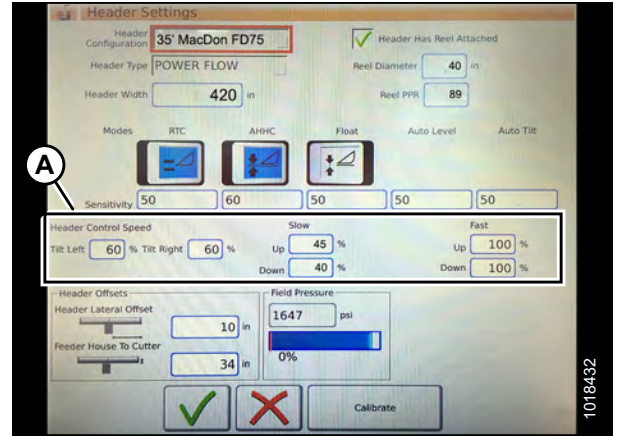 Header Settings
Header Configuration 35' MacDon FD75 Header Has Reel Attached
Header Type POWER FLOW Reel Diameter 40 in
Header Width 420 in Reel PPR 89
Modes RTC AHHC Float Auto Level Auto Tilt
A
Sensitivity 50 60 50 50 50
Header Control Speed Slow Fast
Tilt Left 60 % Tilt Right 60 % Up 45 % Up 100 %
Down 40 % Down 100 %
Header Offsets Field Pressure
Header Lateral Offset 1647 psi
10 in
Feeder House To Cutter 0%
34 in
Calibrate
1018432